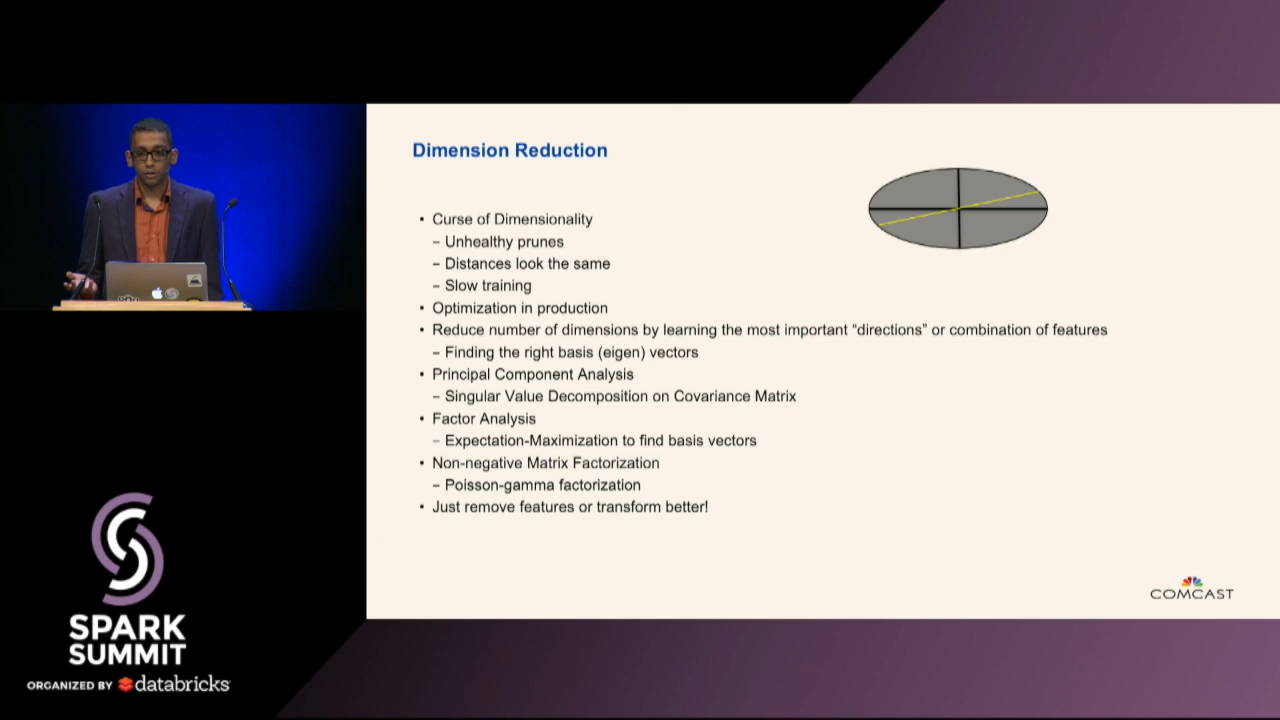 Dimension Reduction
• Curse of Dimensionality
– Unhealthy prunes
– Distances look the same
– Slow training
• Optimization in production
• Reduce number of dimensions by learning the most important “directions” or combination of features
– Finding the right basis (eigen) vectors
• Principal Component Analysis
– Singular Value Decomposition on Covariance Matrix
• Factor Analysis
– Expectation-Maximization to find basis vectors
• Non-negative Matrix Factorization
– Poisson-gamma factorization
• Just remove features or transform better!
COMCAST
SPARK
SUMMIT
ORGANIZED BY databricks